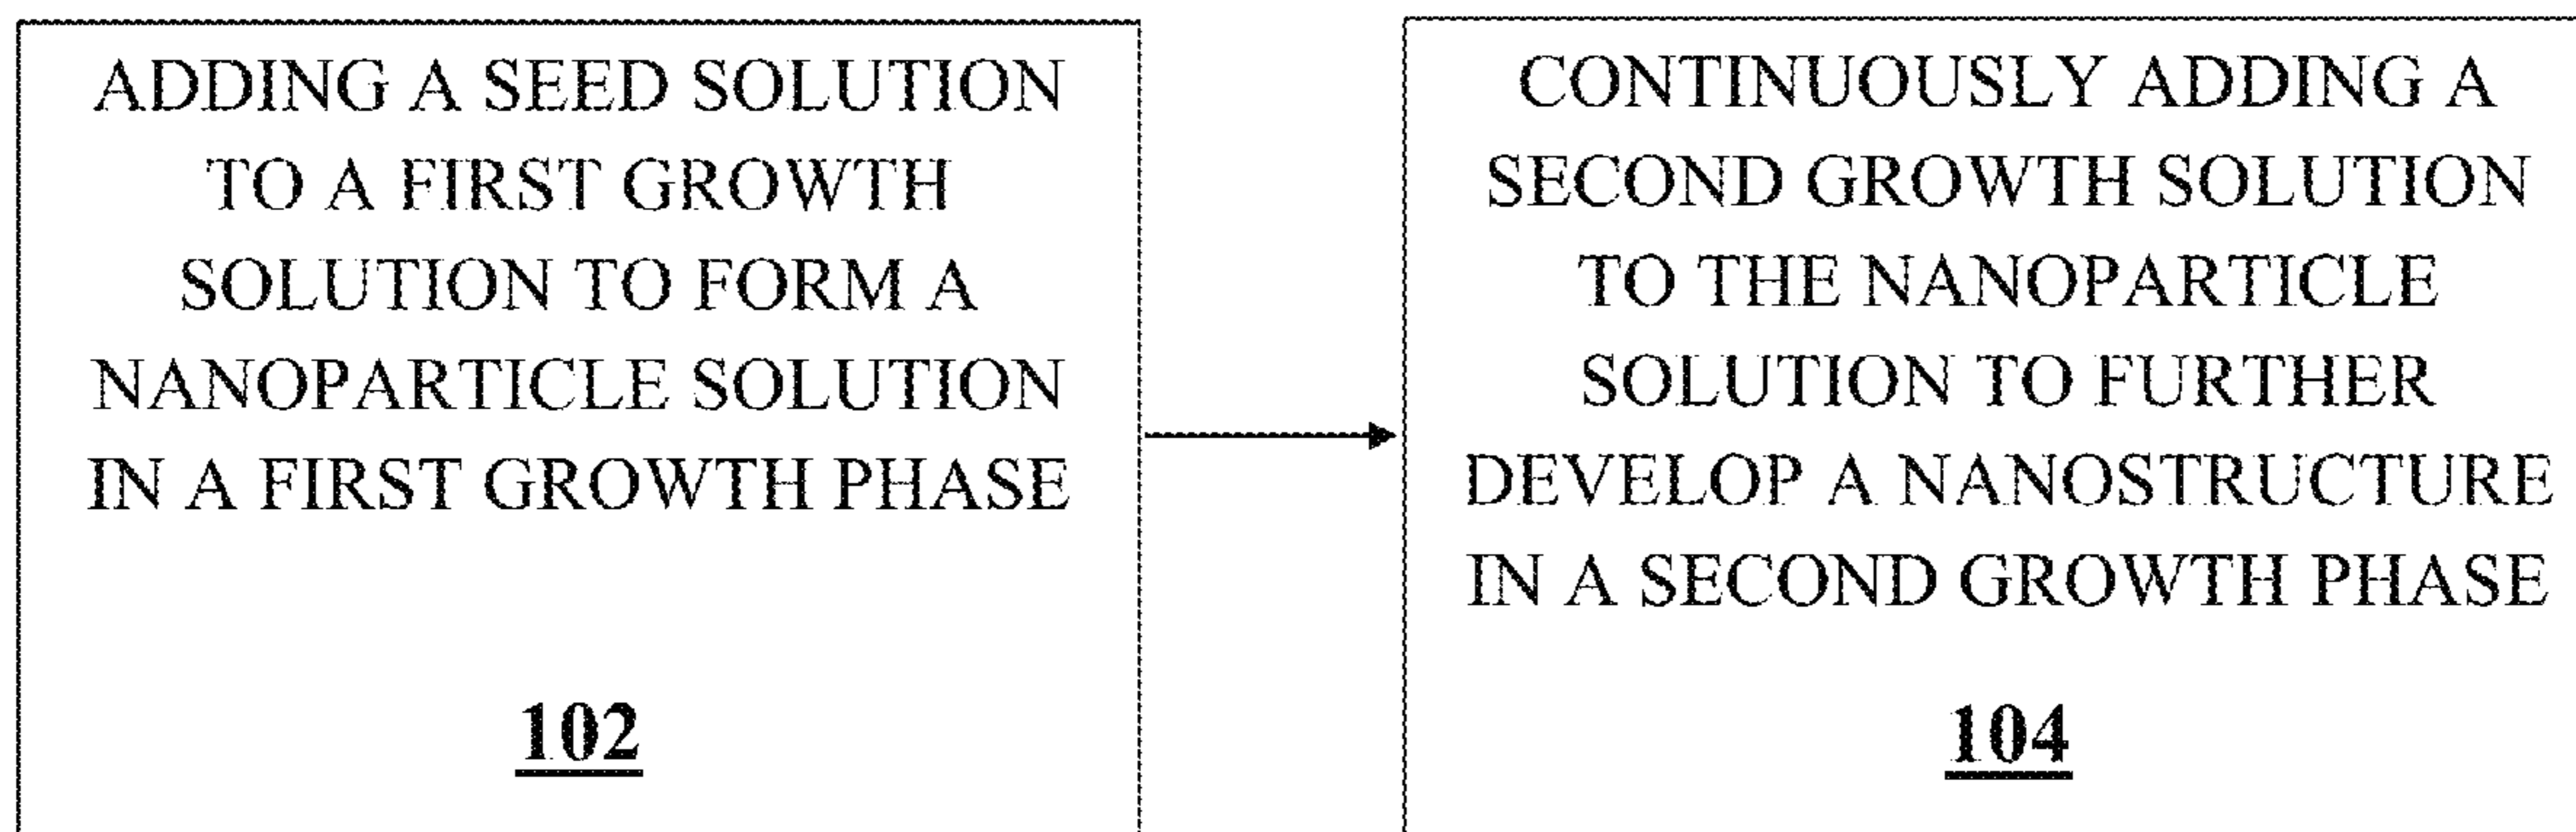 ADDING A SEED SOLUTION
TO A FIRST GROWTH
SOLUTION TO FORM A
NANOPARTICLE SOLUTION
IN A FIRST GROWTH PHASE
102
CONTINUOUSLY ADDING A
SECOND GROWTH SOLUTION
TO THE NANOPARTICLE
SOLUTION TO FURTHER
DEVELOP A NANOSTRUCTURE
IN A SECOND GROWTH PHASE
104